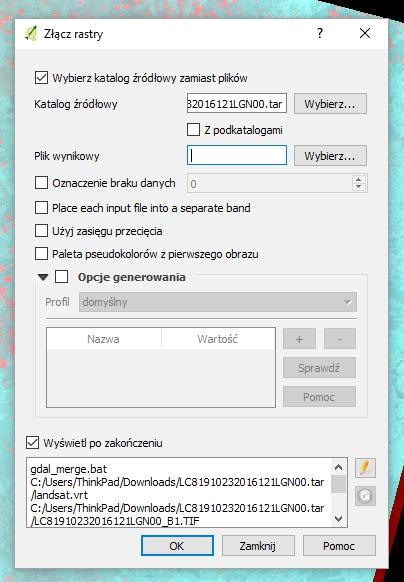 Złącz rastry
?
Wybierz katalog źródłowy zamiast plików
Katalog źródłowy 32016121LGN00.tar Wybierz...
Z podkatalogami
Plik wynikowy Wybierz...
Oznaczenie braku danych 0
Place each input file into a separate band
Użyj zasięgu przecięcia
Paleta pseudokolorów z pierwszego obrazu
Opcje generowania
Profil domyślny
Nazwa Wartość + -
Sprawdź
Pomoc
Wyświetl po zakończeniu
gdal_merge.bat
C:/Users/ThinkPad/Downloads/LC81910232016121LGN00.tar
/landsat.vrt
C:/Users/ThinkPad/Downloads/LC81910232016121LGN00.tar
/LC81910232016121LGN00_B1.TIF
OK Zamknij Pomoc